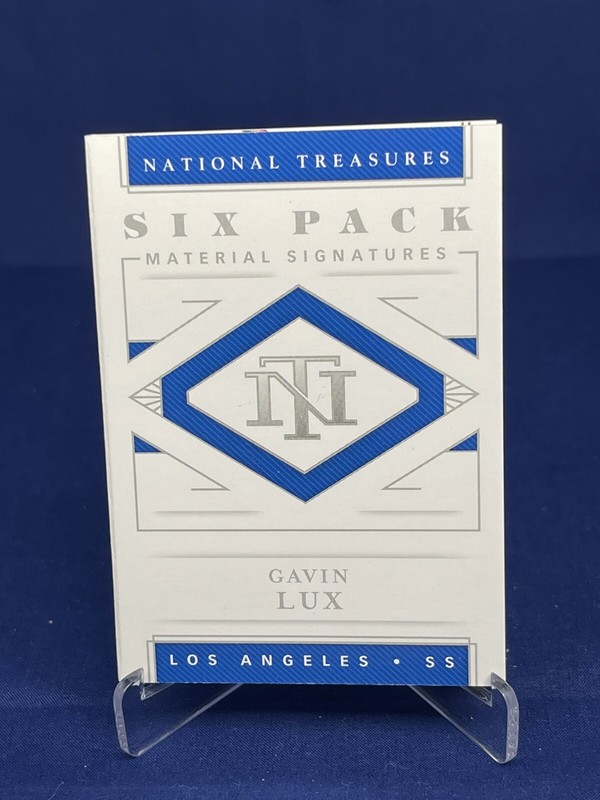 NATIONAL TREASURES
SIX PACK
MATERIAL SIGNATURES
NT
GAVIN
LUX
LOS ANGELES • SS